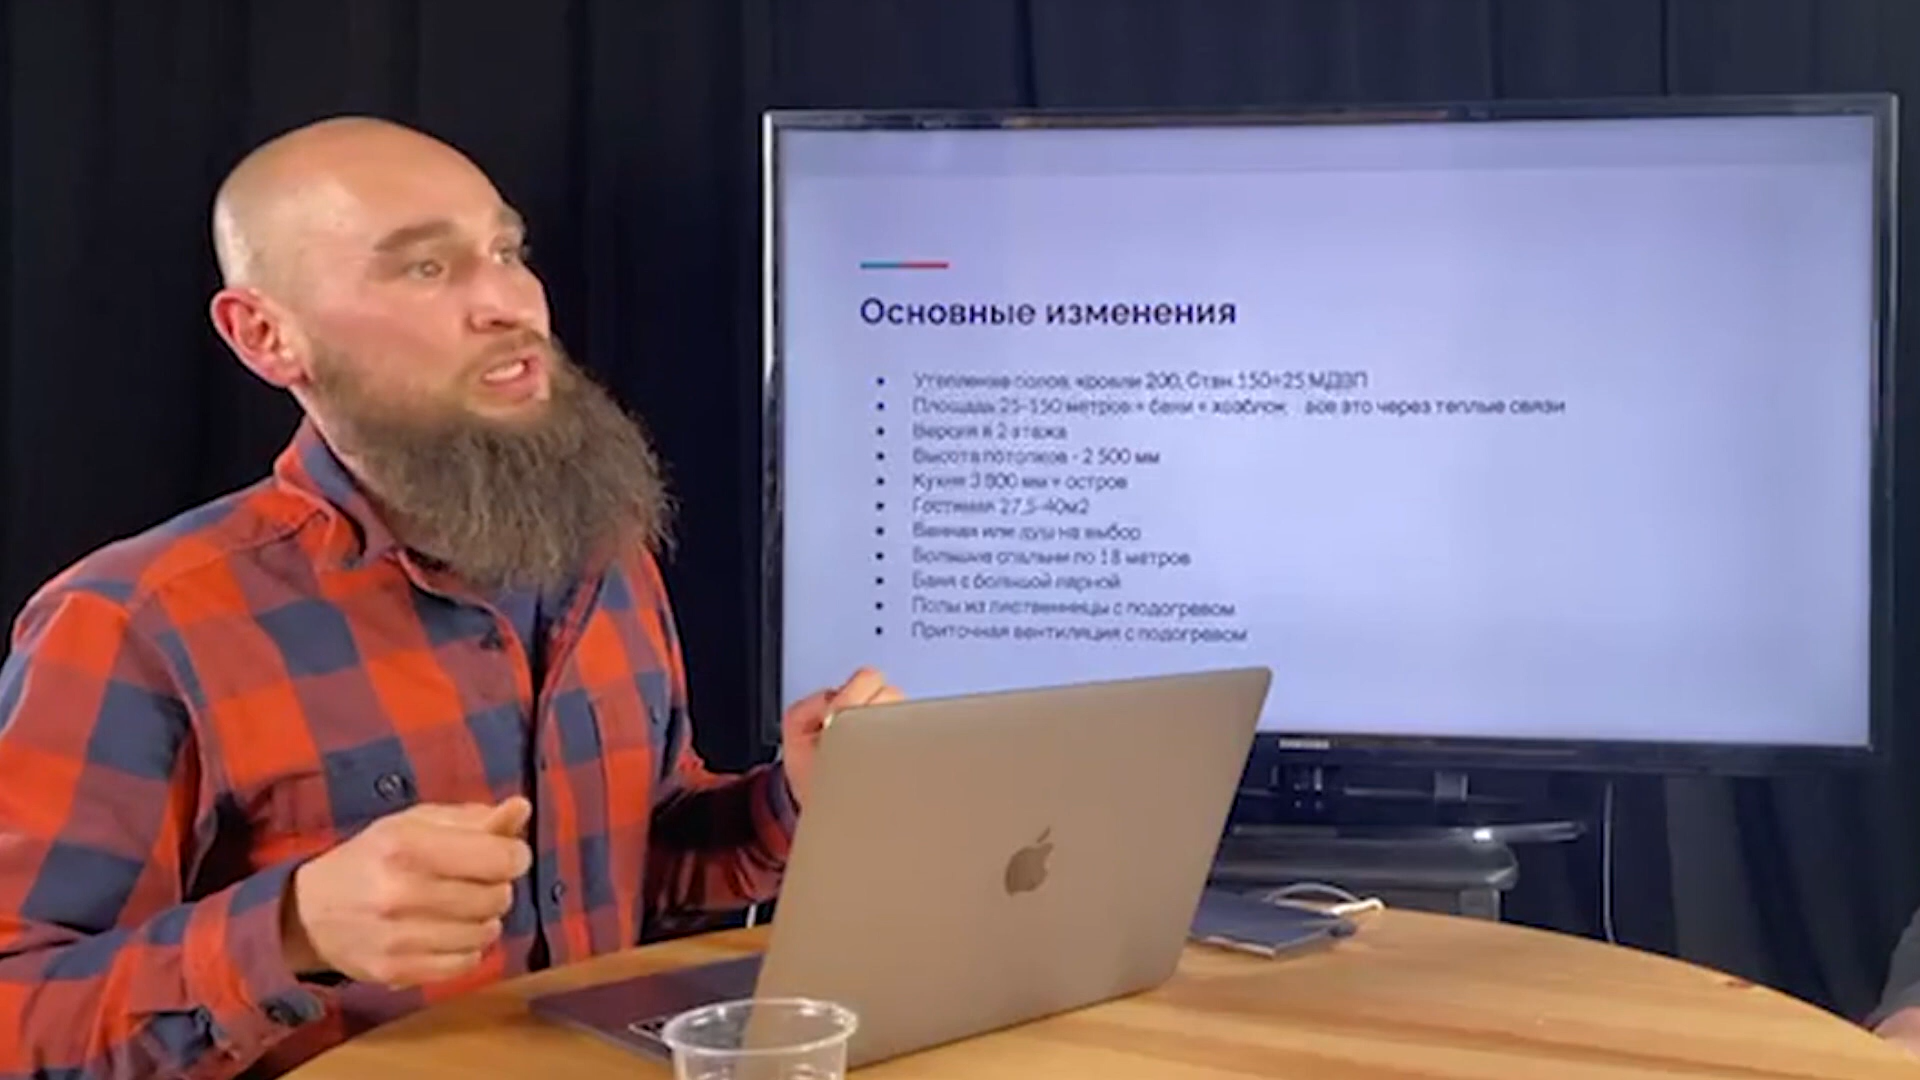 Основные изменения
Утепление полов, кровли 200, Стен 150+25 МДВП
Площадь 25-150 метров + бани + хозблок все это через теплые связи
Версия в 2 этажа
Высота потолков - 2 500 мм
Кухня 3 800 мм + остров
Гостиная 27,5-40м2
Ванная или душ на выбор
Большие спальни по 18 метров
Баня с большой парной
Полы из лиственницы с подогревом
Приточная вентиляция с подогревом